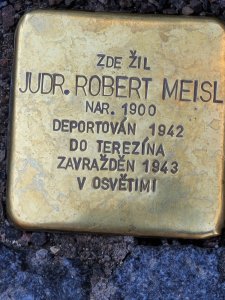 ZDE ŽIL
JUDR. ROBERT MEISL
NAR. 1900
DEPORTOVÁN 1942
DO TEREZÍNA
ZAVRAŽDĚN 1943
V OSVĚTIMI